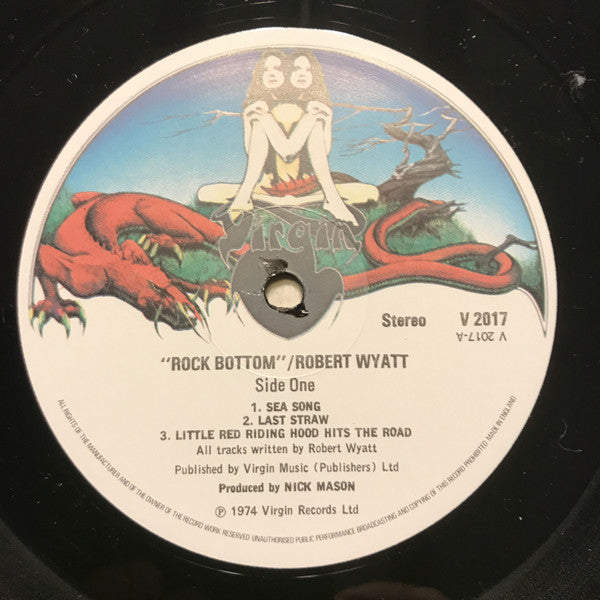 Virgin
Stereo V 2017
V 2017-A
"ROCK BOTTOM"/ROBERT WYATT
Side One
1. SEA SONG
2. LAST STRAW
3. LITTLE RED RIDING HOOD HITS THE ROAD
All tracks written by Robert Wyatt
Published by Virgin Music (Publishers) Ltd
Produced by NICK MASON
℗ 1974 Virgin Records Ltd
ALL RIGHTS OF THE MANUFACTURER AND OF THE OWNER OF THE RECORD WORK RESERVED UNAUTHORISED PUBLIC PERFORMANCE BROADCASTING AND COPYING OF THIS RECORD PROHIBITED MADE IN ENGLAND